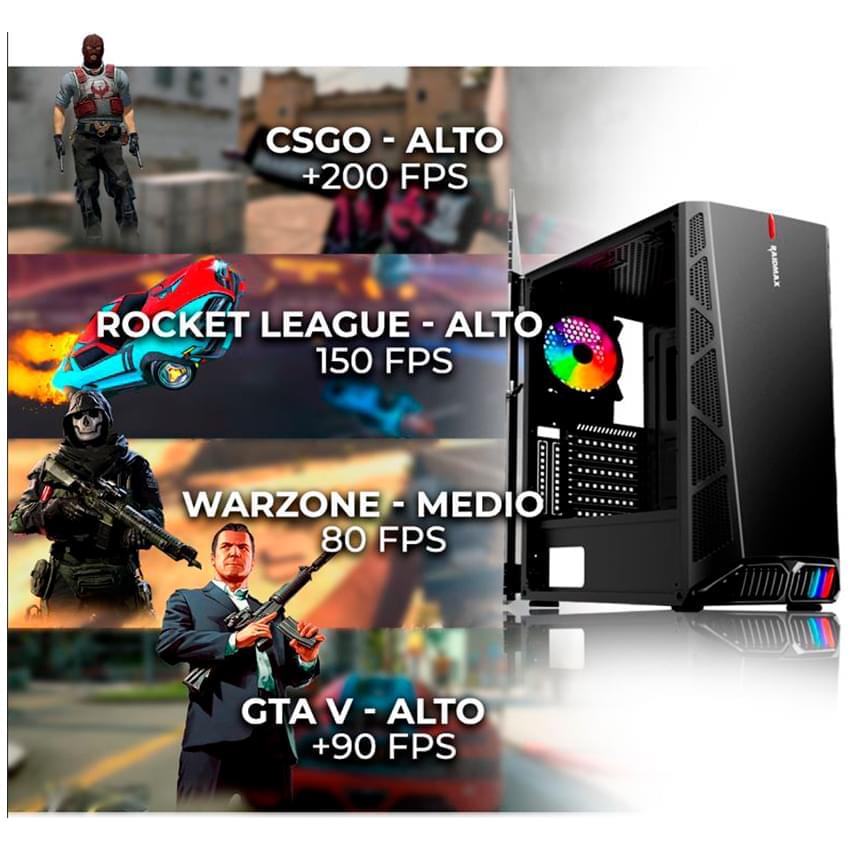 CSGO - ALTO
+200 FPS
ROCKET LEAGUE - ALTO
150 FPS
WARZONE - MEDIO
80 FPS
GTA V - ALTO
+90 FPS
RAIDMAX